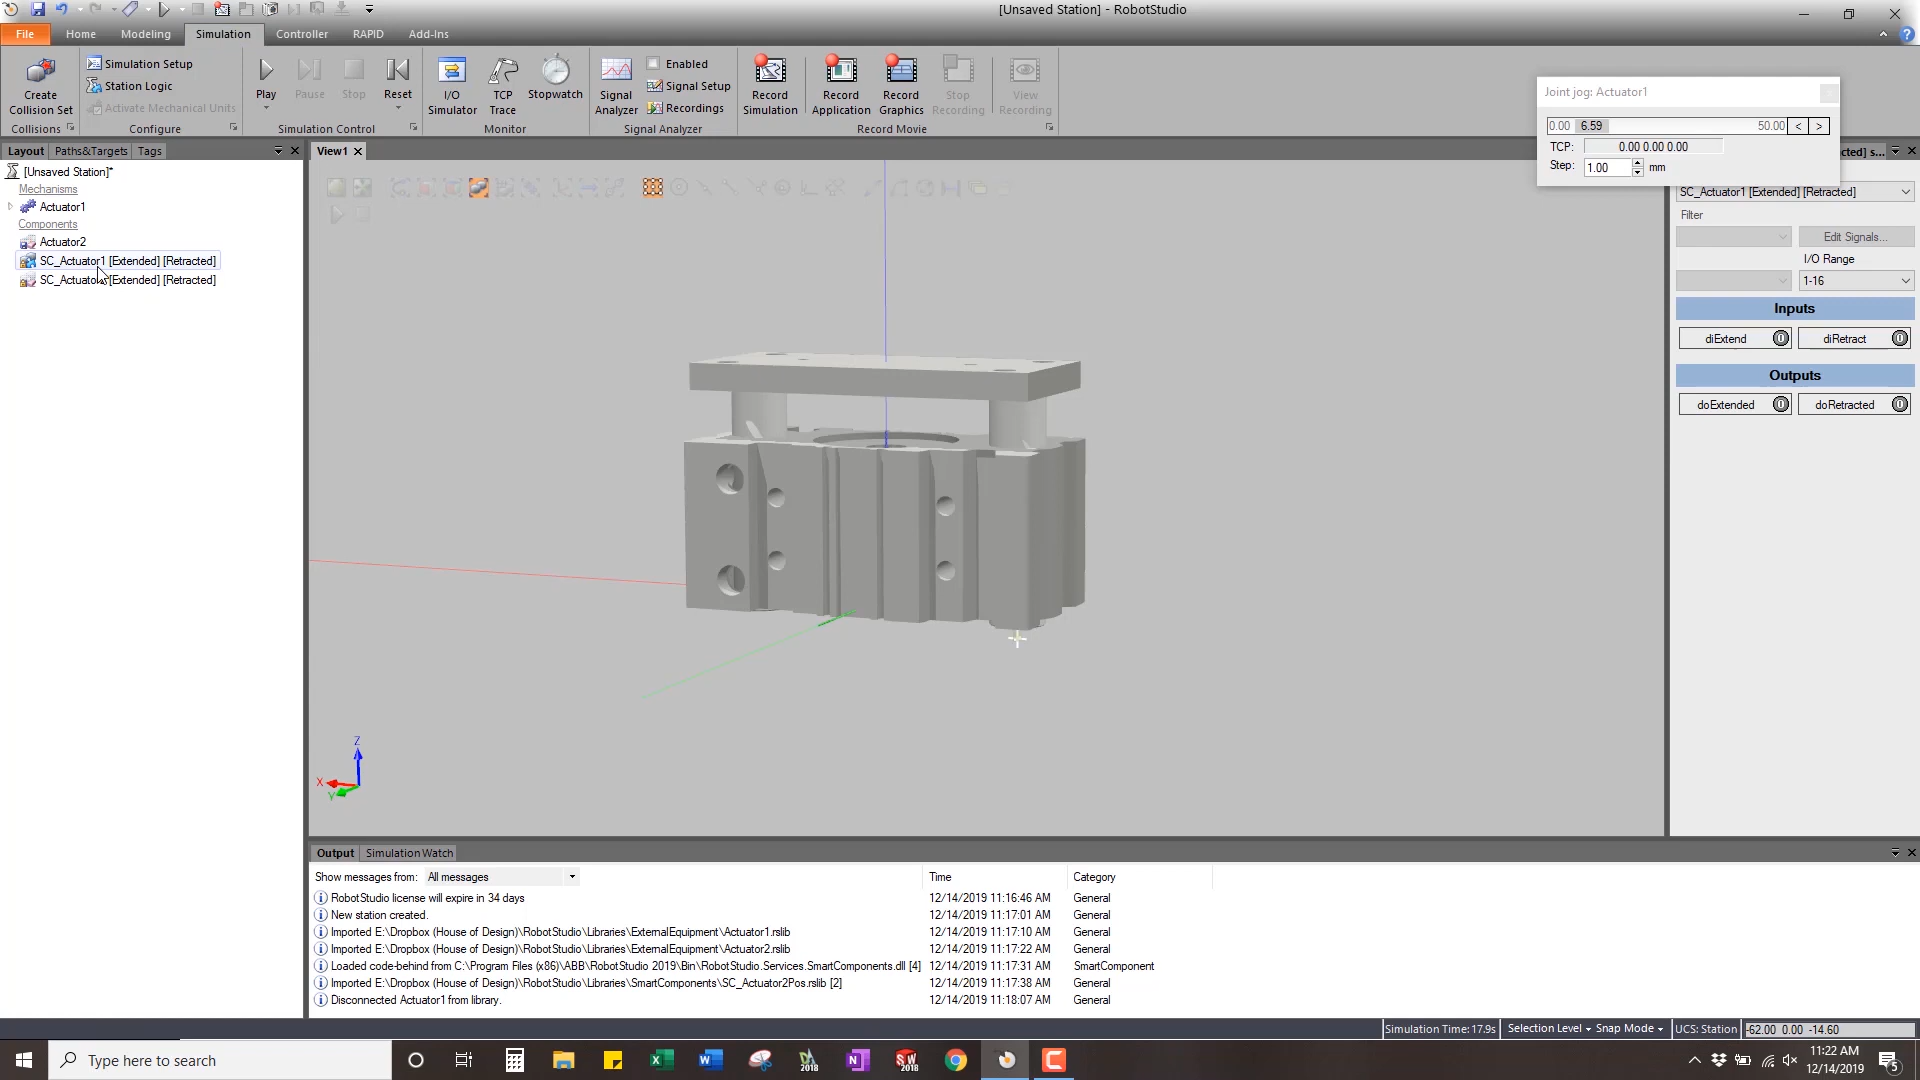 [Unsaved Station] - RobotStudio
File Home Modeling Simulation Controller RAPID Add-Ins
Create Collision Set
Collisions
Simulation Setup
Station Logic
Activate Mechanical Units
Configure
Play Pause Stop Reset
Simulation Control
I/O Simulator
TCP Trace
Stopwatch
Monitor
Signal Analyzer
Enabled
Signal Setup
Recordings
Signal Analyzer
Record Simulation
Record Application
Record Graphics
Stop Recording
Record Movie
View Recording
Joint jog: Actuator1
0.00 6.59 50.00 < >
TCP: 0.00 0.00 0.00
Step: 1.00 mm
Layout Paths&Targets Tags
View1
[Unsaved Station]*
Mechanisms
Actuator1
Components
Actuator2
SC_Actuator1 [Extended] [Retracted]
[Extended] [Retracted]
cted] s...
SC_Actuator1 [Extended] [Retracted]
Filter
Edit Signals...
I/O Range
1-16
Inputs
diExtend diRetract
Outputs
doExtended doRetracted
Z
X
Y
Output Simulation Watch
Show messages from: All messages Time Category
RobotStudio license will expire in 34 days 12/14/2019 11:16:46 AM General
New station created. 12/14/2019 11:17:01 AM General
Imported E:\Dropbox (House of Design)\RobotStudio\Libraries\ExternalEquipment\Actuator1.rslib 12/14/2019 11:17:10 AM General
Imported E:\Dropbox (House of Design)\RobotStudio\Libraries\ExternalEquipment\Actuator2.rslib 12/14/2019 11:17:22 AM General
Loaded code-behind from C:\Program Files (x86)\ABB\RobotStudio 2019\Bin\RobotStudio.Services.SmartComponents.dll [4] 12/14/2019 11:17:31 AM SmartComponent
Imported E:\Dropbox (House of Design)\RobotStudio\Libraries\SmartComponents\SC_Actuator2Pos.rslib [2] 12/14/2019 11:17:38 AM General
Disconnected Actuator1 from library. 12/14/2019 11:18:07 AM General
Simulation Time: 17.9s Selection Level Snap Mode UCS: Station -62.00 0.00 -14.60
Type here to search
2018
2018
11:22 AM
12/14/2019
5